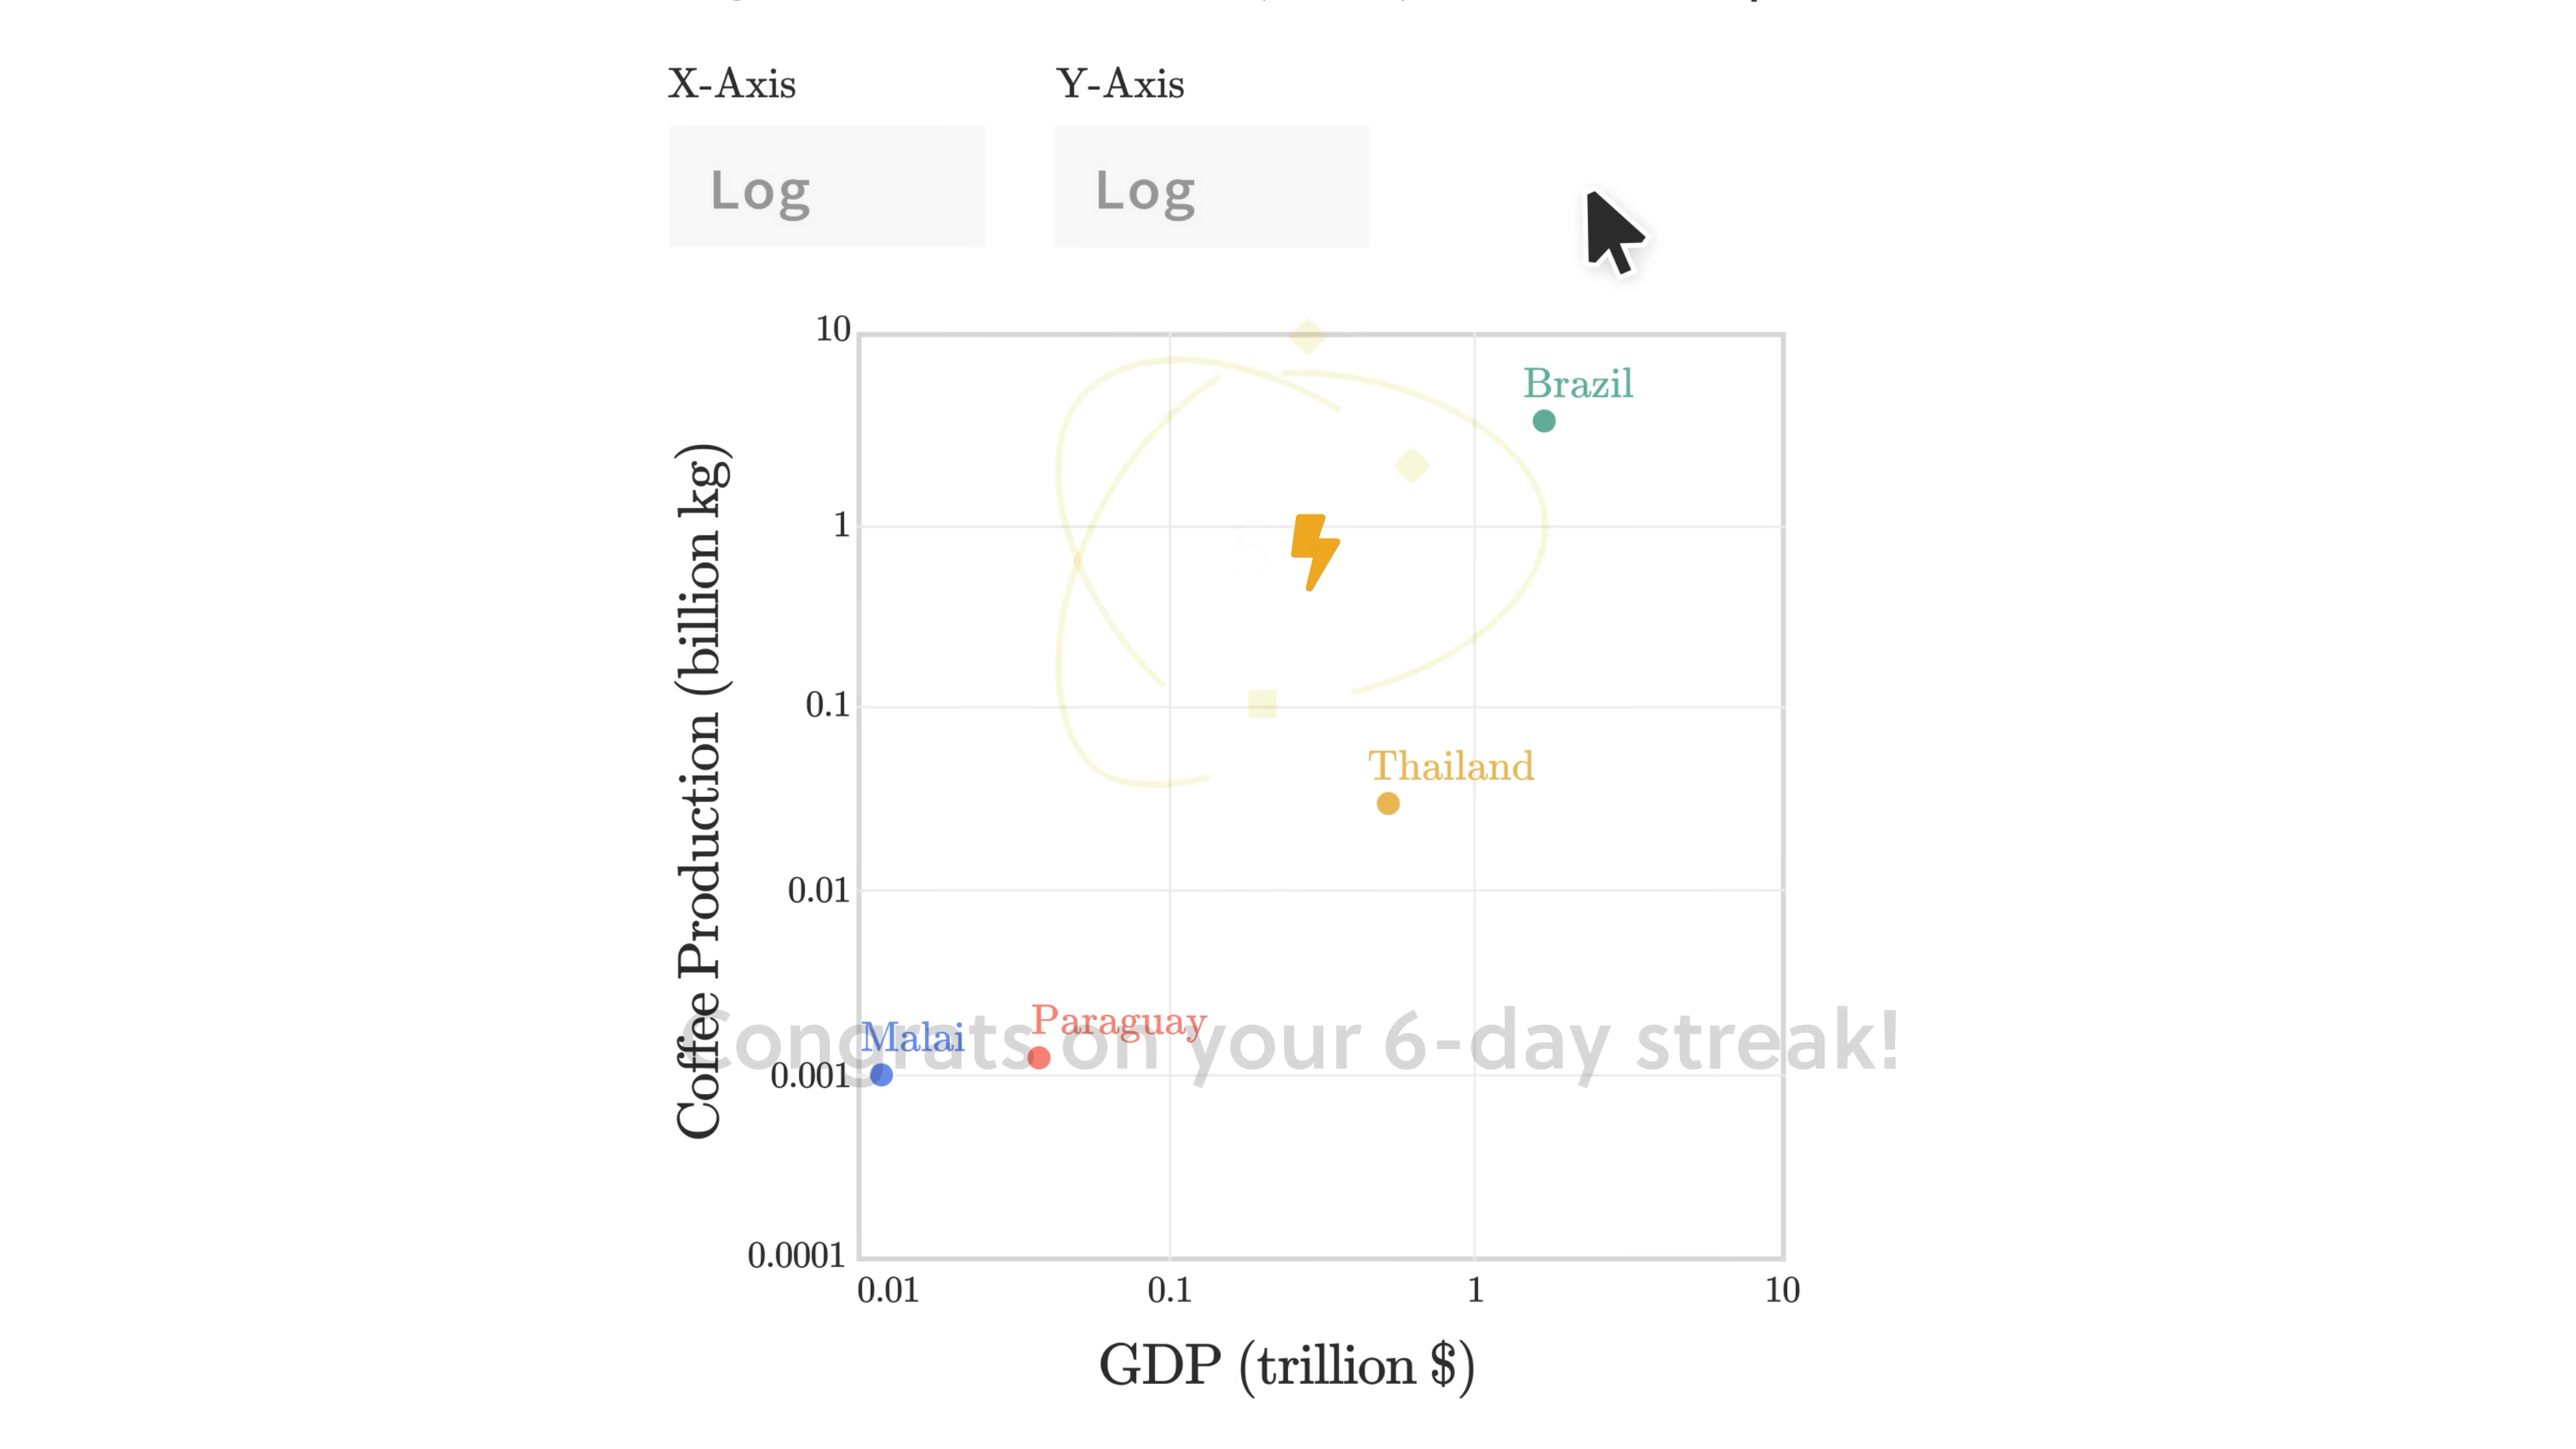 X-Axis Y-Axis
Log Log
10
Brazil
1
0.1
Thailand
0.01
Paraguay
Malai
Congrats on your 6-day streak!
0.001
0.0001
0.01 0.1 1 10
GDP (trillion $)
Coffee Production (billion kg)